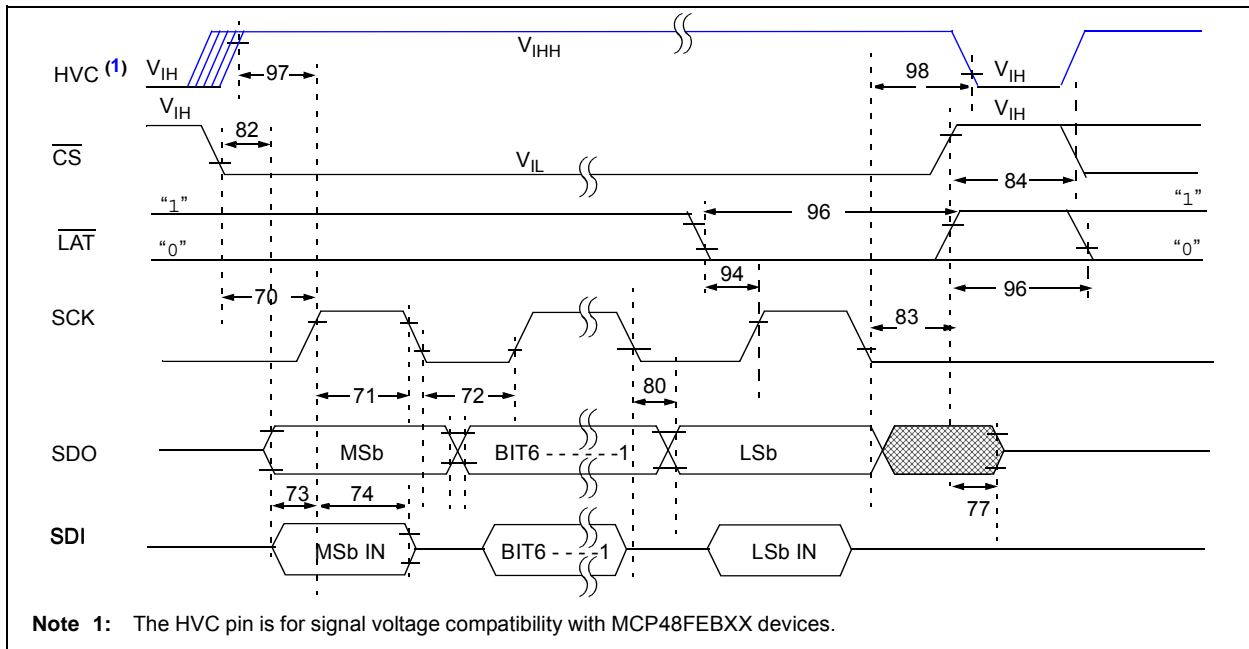 V_IHH
HVC (1)
V_IH
97
98
V_IH
V_IH
82
V_IH
CS
V_IL
84
"1"
96
"1"
LAT
"0"
"0"
94
70
96
SCK
83
71
72
80
SDO
MSb
BIT6 - - - - - - -1
LSb
73
74
77
SDI
MSb IN
BIT6 - - - - -1
LSb IN
Note 1: The HVC pin is for signal voltage compatibility with MCP48FEBXX devices.